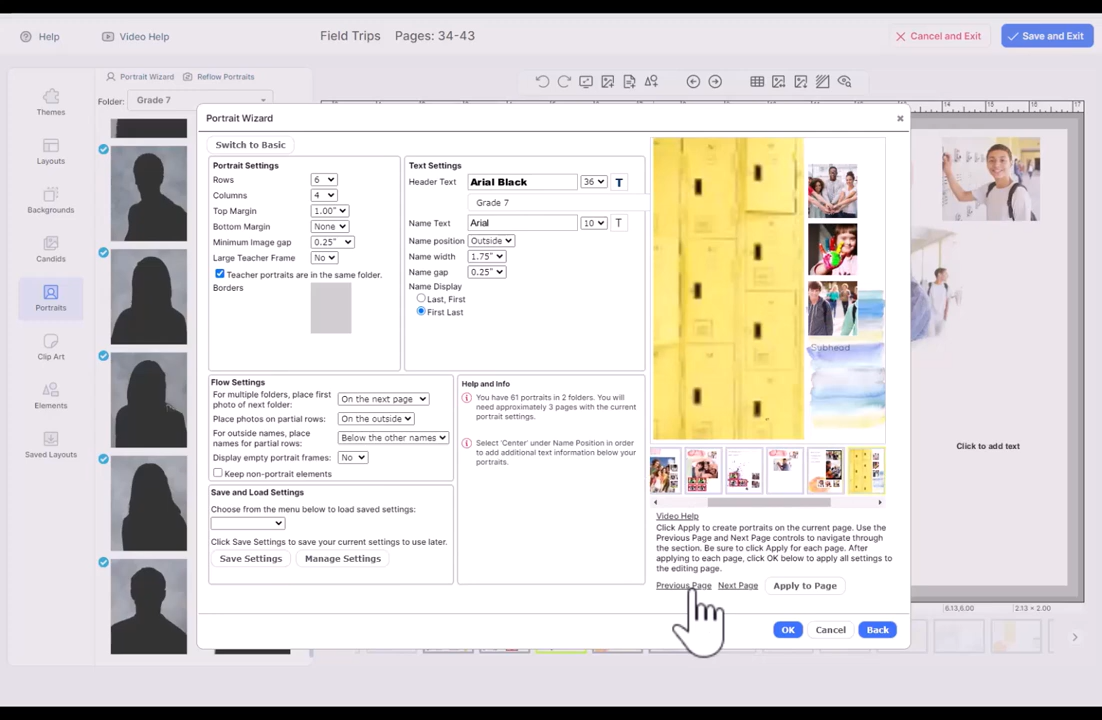 Help
Video Help
Field Trips
Pages: 34-43
Cancel and Exit
Save and Exit
Portrait Wizard
Reflow Portraits
Folder:
Grade 7
Themes
Layouts
Backgrounds
Candids
Portraits
Clip Art
Elements
Saved Layouts
Portrait Wizard
Switch to Basic
Portrait Settings
Rows
6
Columns
4
Top Margin
1.00"
Bottom Margin
None
Minimum Image gap
0.25"
Large Teacher Frame
No
Teacher portraits are in the same folder.
Borders
Text Settings
Header Text
Arial Black
36
T
Grade 7
Name Text
Arial
10
T
Name position
Outside
Name width
1.75"
Name gap
0.25"
Name Display
Last, First
First Last
Flow Settings
For multiple folders, place first
photo of next folder:
On the next page
Place photos on partial rows:
On the outside
For outside names, place
names for partial rows:
Below the other names
Display empty portrait frames:
No
Keep non-portrait elements
Save and Load Settings
Choose from the menu below to load saved settings:
Click Save Settings to save your current settings to use later.
Save Settings
Manage Settings
Help and Info
You have 61 portraits in 2 folders. You will
need approximately 3 pages with the current
portrait settings.
Select 'Center' under Name Position in order
to add additional text information below your
portraits.
Subhead
Video Help
Click Apply to create portraits on the current page. Use the
Previous Page and Next Page controls to navigate through
the section. Be sure to click Apply for each page. After
applying to each page, click OK below to apply all settings to
the editing page.
Previous Page
Next Page
Apply to Page
OK
Cancel
Back
14
15
16
17
Click to add text
6.13,6.00
2.13 × 2.00